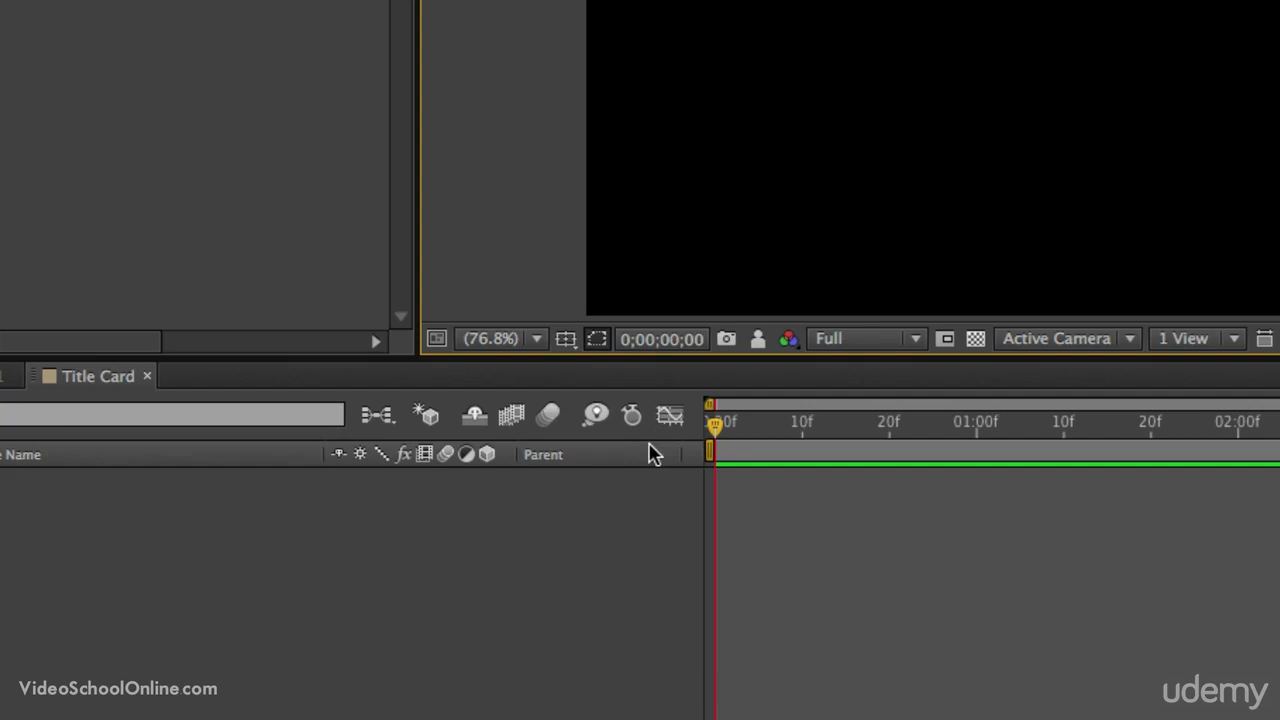 (76.8%)
0;00;00;00
Full
Active Camera
1 View
Title Card
10f
20f
01:00f
10f
20f
02:00f
Name
fx
Parent
VideoSchoolOnline.com
udemy